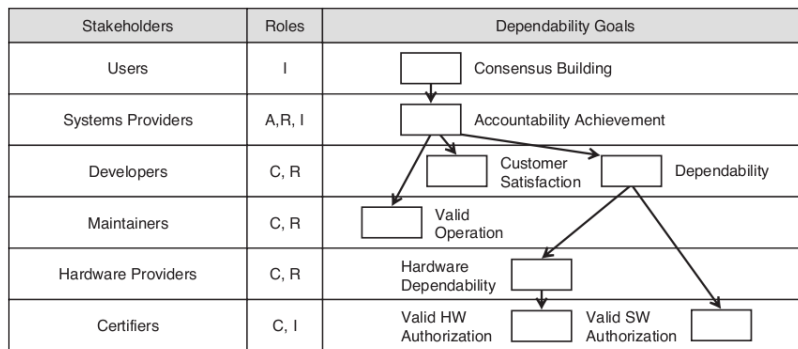 Stakeholders Roles Dependability Goals
Users I Consensus Building
Systems Providers A,R, I Accountability Achievement
Developers C, R Customer
Satisfaction Dependability
Maintainers C, R Valid
Operation
Hardware Providers C, R Hardware
Dependability
Certifiers C, I Valid HW
Authorization Valid SW
Authorization